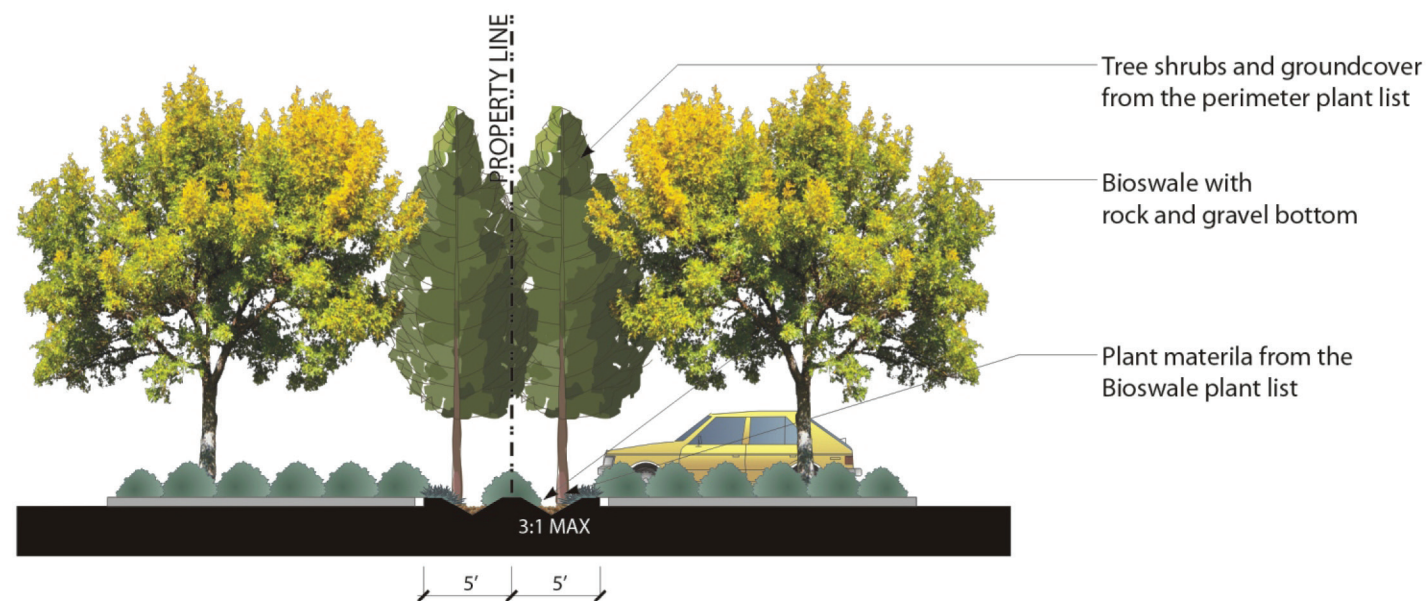 PROPERTY LINE
Tree shrubs and groundcover
from the perimeter plant list
Bioswale with
rock and gravel bottom
Plant materila from the
Bioswale plant list
3:1 MAX
5’
5’